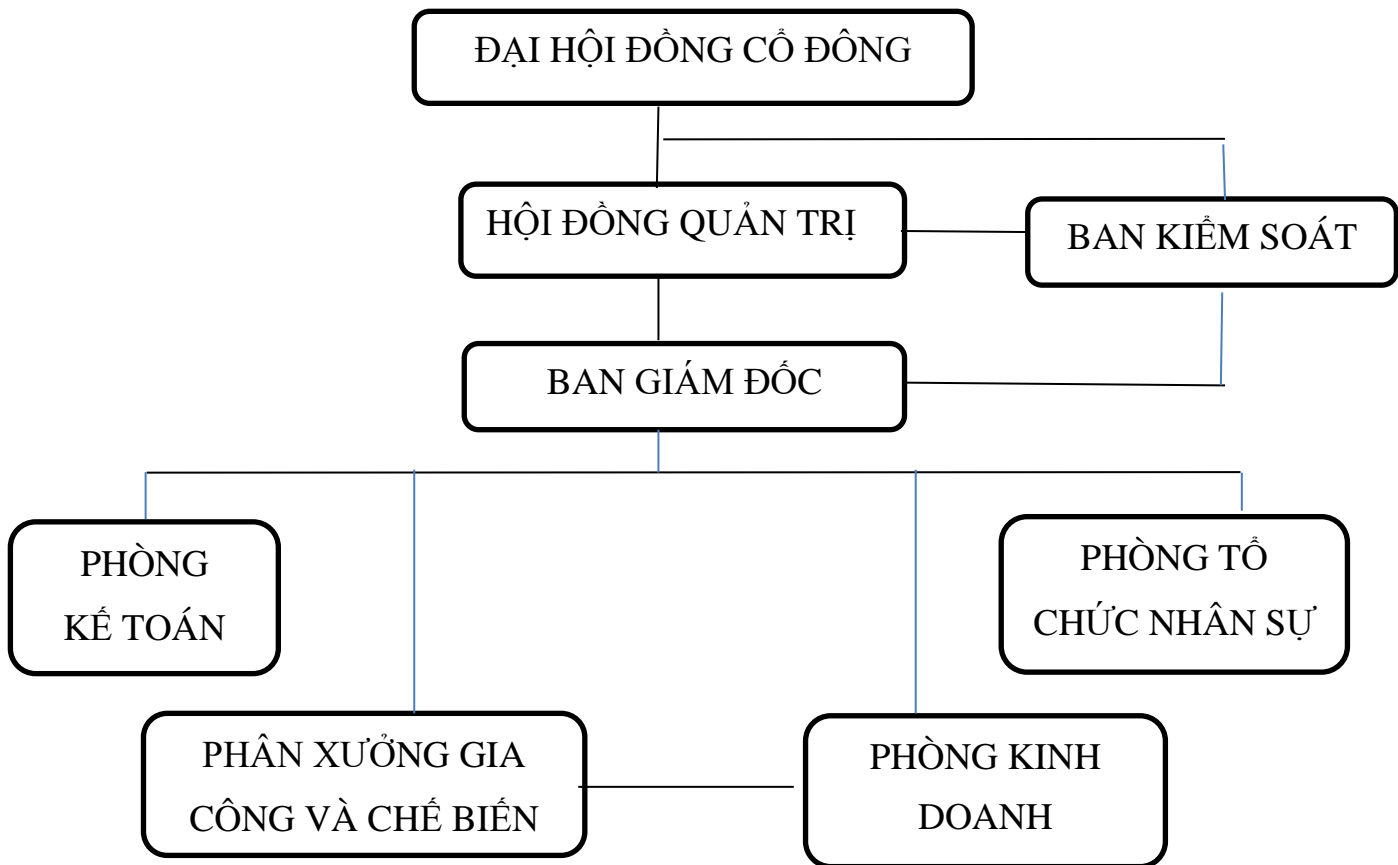 ĐẠI HỘI ĐỒNG CỔ ĐÔNG
HỘI ĐỒNG QUẢN TRỊ
BAN KIỂM SOÁT
BAN GIÁM ĐỐC
PHÒNG
KẾ TOÁN
PHÒNG TỔ
CHỨC NHÂN SỰ
PHÂN XƯỞNG GIA
CÔNG VÀ CHẾ BIẾN
PHÒNG KINH
DOANH